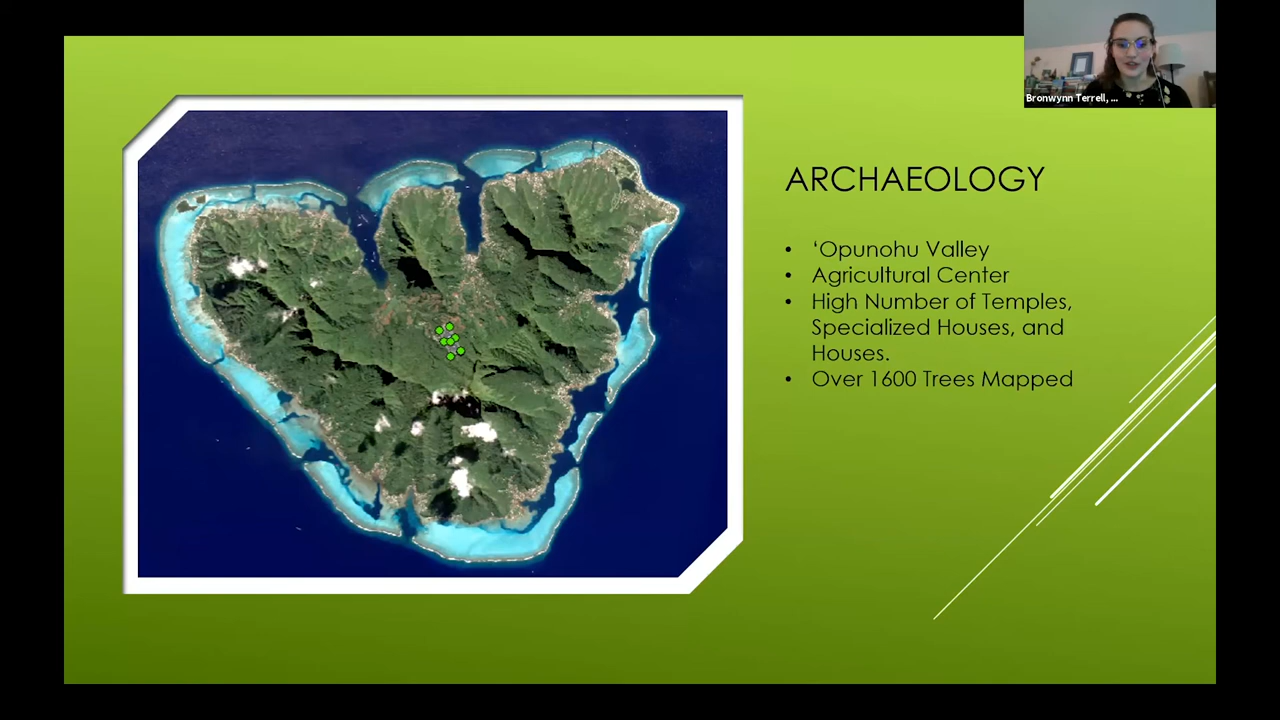 Bronwynn Terrell, ...
ARCHAEOLOGY
• ‘Opunohu Valley
• Agricultural Center
• High Number of Temples,
Specialized Houses, and
Houses.
• Over 1600 Trees Mapped